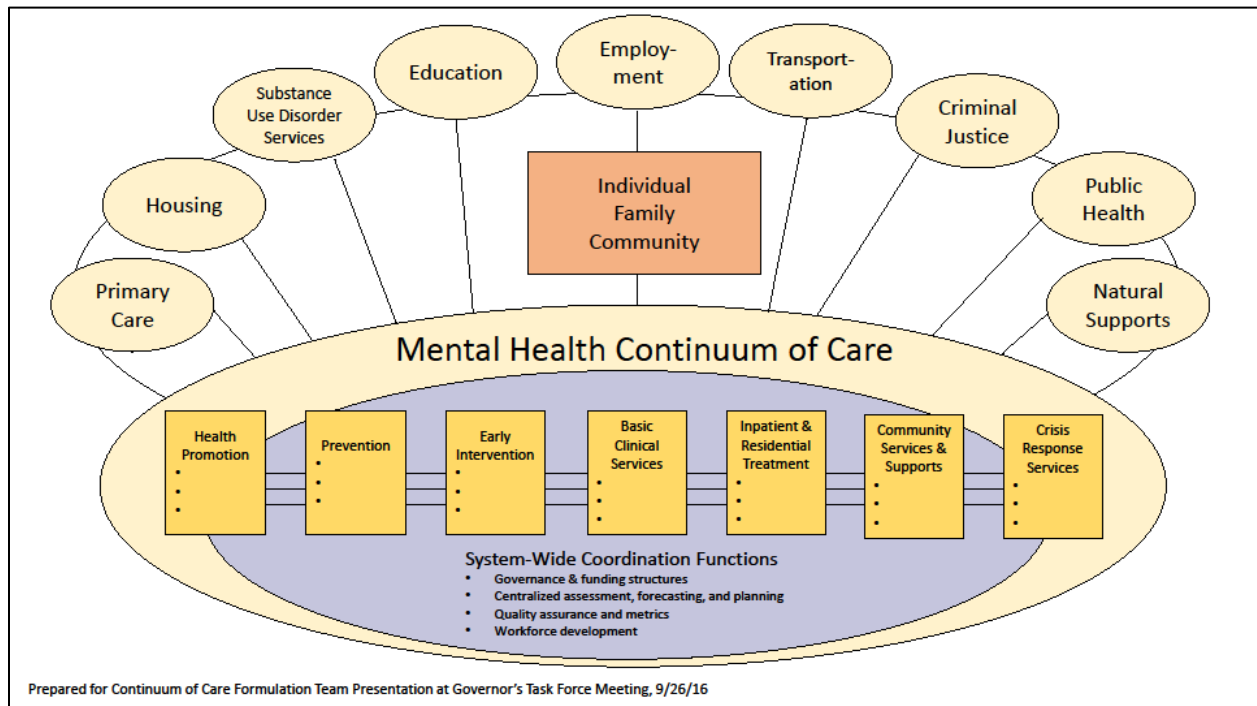 Employ-
ment
Transport-
ation
Education
Substance
Use Disorder
Services
Criminal
Justice
Individual
Family
Community
Housing
Public
Health
Primary
Care
Natural
Supports
Mental Health Continuum of Care
Health
Promotion
•
•
•
Prevention
•
•
•
Early
Intervention
•
•
•
Basic
Clinical
Services
•
•
•
Inpatient &
Residential
Treatment
•
•
•
Community
Services &
Supports
•
•
•
Crisis
Response
Services
•
•
•
System-Wide Coordination Functions
• Governance & funding structures
• Centralized assessment, forecasting, and planning
• Quality assurance and metrics
• Workforce development
Prepared for Continuum of Care Formulation Team Presentation at Governor's Task Force Meeting, 9/26/16